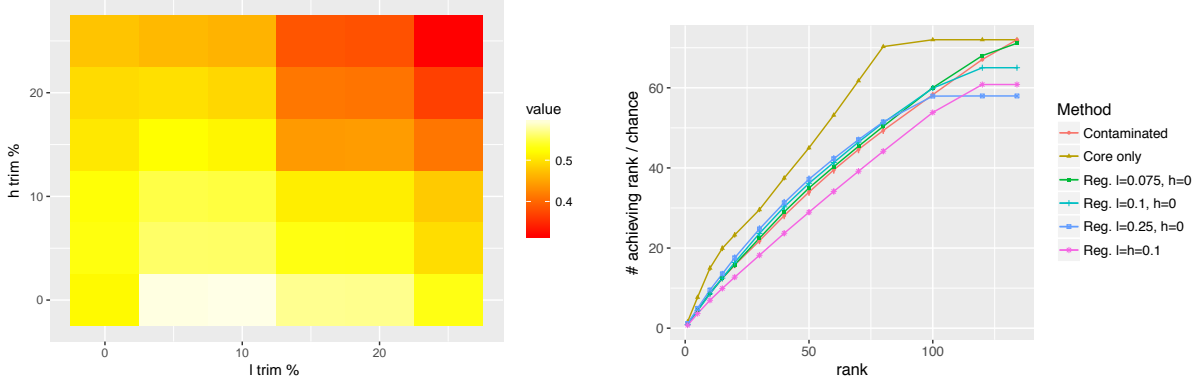 20
10
0
h trim %
0
10
20
l trim %
value
0.5
0.4
60
40
20
0
# achieving rank / chance
0
50
100
rank
Method
Contaminated
Core only
Reg. l=0.075, h=0
Reg. l=0.1, h=0
Reg. l=0.25, h=0
Reg. l=h=0.1